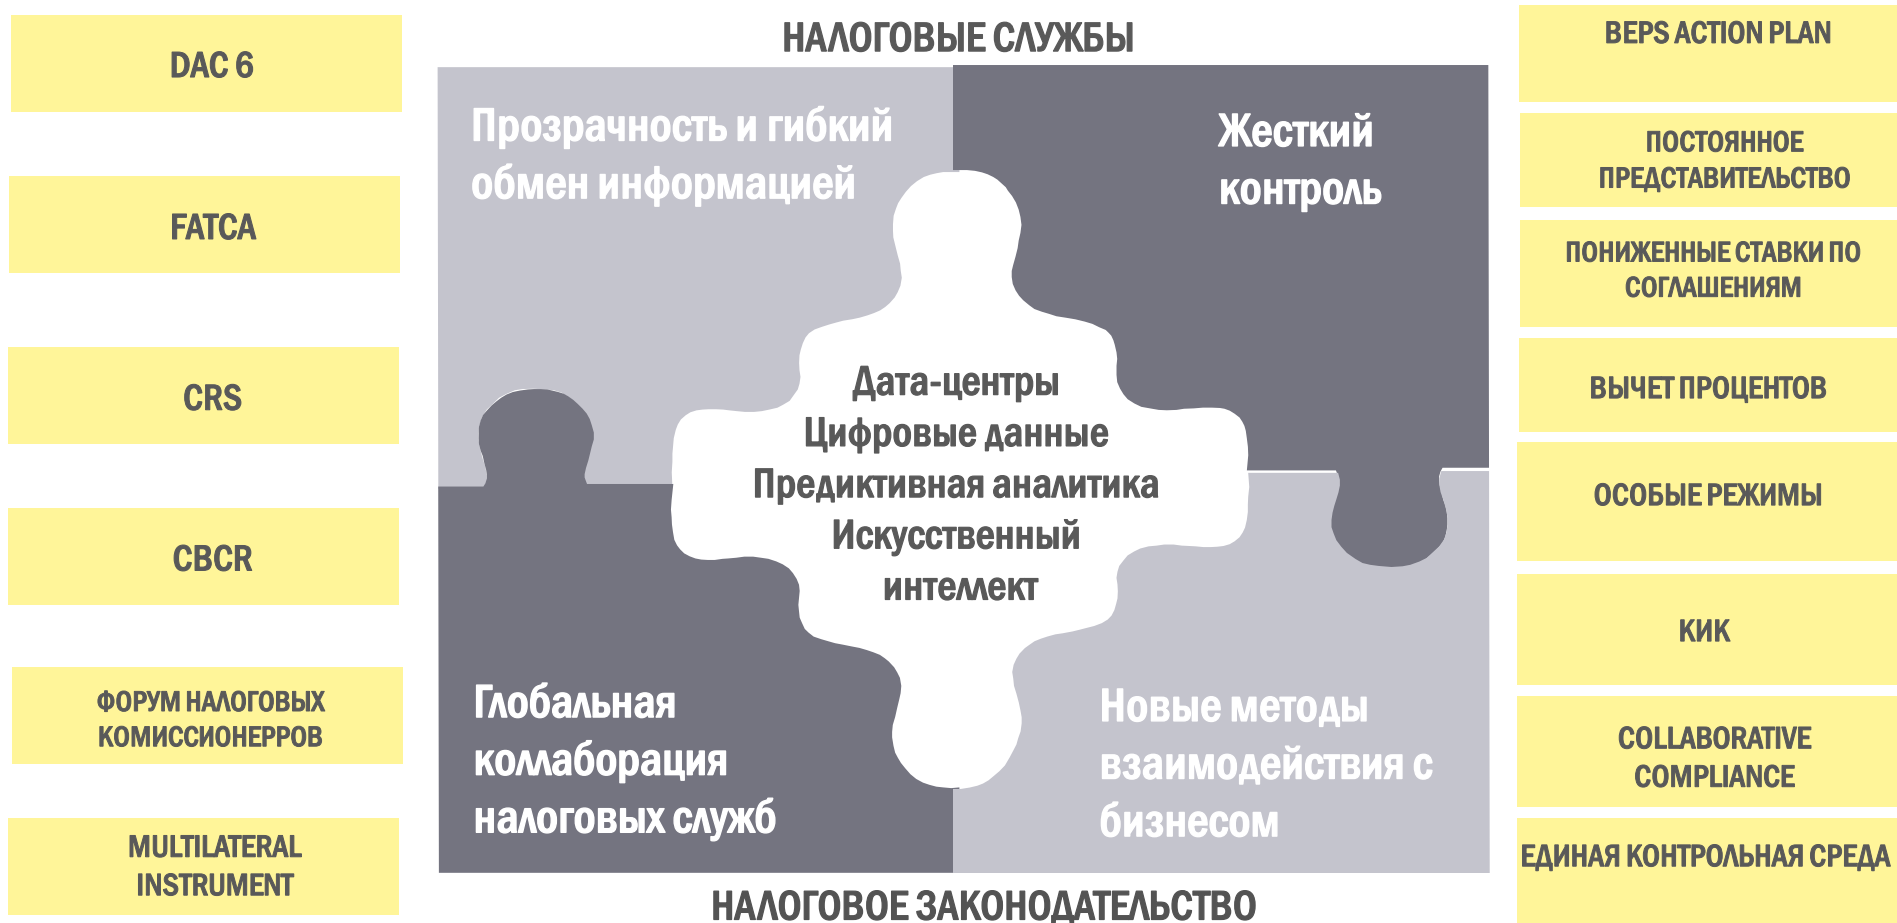 НАЛОГОВЫЕ СЛУЖБЫ
DAC 6
FATCA
CRS
CBCR
ФОРУМ НАЛОГОВЫХ
КОМИССИОНЕРРОВ
MULTILATERAL
INSTRUMENT
Прозрачность и гибкий
обмен информацией
Жесткий
контроль
Дата-центры
Цифровые данные
Предиктивная аналитика
Искусственный
интеллект
Глобальная
коллаборация
налоговых служб
Новые методы
взаимодействия с
бизнесом
НАЛОГОВОЕ ЗАКОНОДАТЕЛЬСТВО
BEPS ACTION PLAN
ПОСТОЯННОЕ
ПРЕДСТАВИТЕЛЬСТВО
ПОНИЖЕННЫЕ СТАВКИ ПО
СОГЛАШЕНИЯМ
ВЫЧЕТ ПРОЦЕНТОВ
ОСОБЫЕ РЕЖИМЫ
КИК
COLLABORATIVE
COMPLIANCE
ЕДИНАЯ КОНТРОЛЬНАЯ СРЕДА